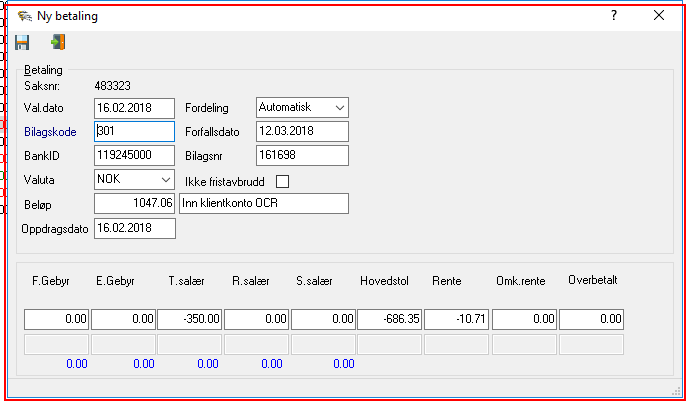 Ny betaling ?
Betaling
Saksnr: 483323
Val.dato 16.02.2018 Fordeling Automatisk
Bilagskode 301 Forfallsdato 12.03.2018
BankID 119245000 Bilagsnr 161698
Valuta NOK Ikke fristavbrudd
Beløp 1047.06 Inn klientkonto OCR
Oppdragsdato 16.02.2018
F.Gebyr E.Gebyr T.salær R.salær S.salær Hovedstol Rente Omk.rente Overbetalt
0.00 0.00 -350.00 0.00 0.00 -686.35 -10.71 0.00 0.00
0.00 0.00 0.00 0.00 0.00